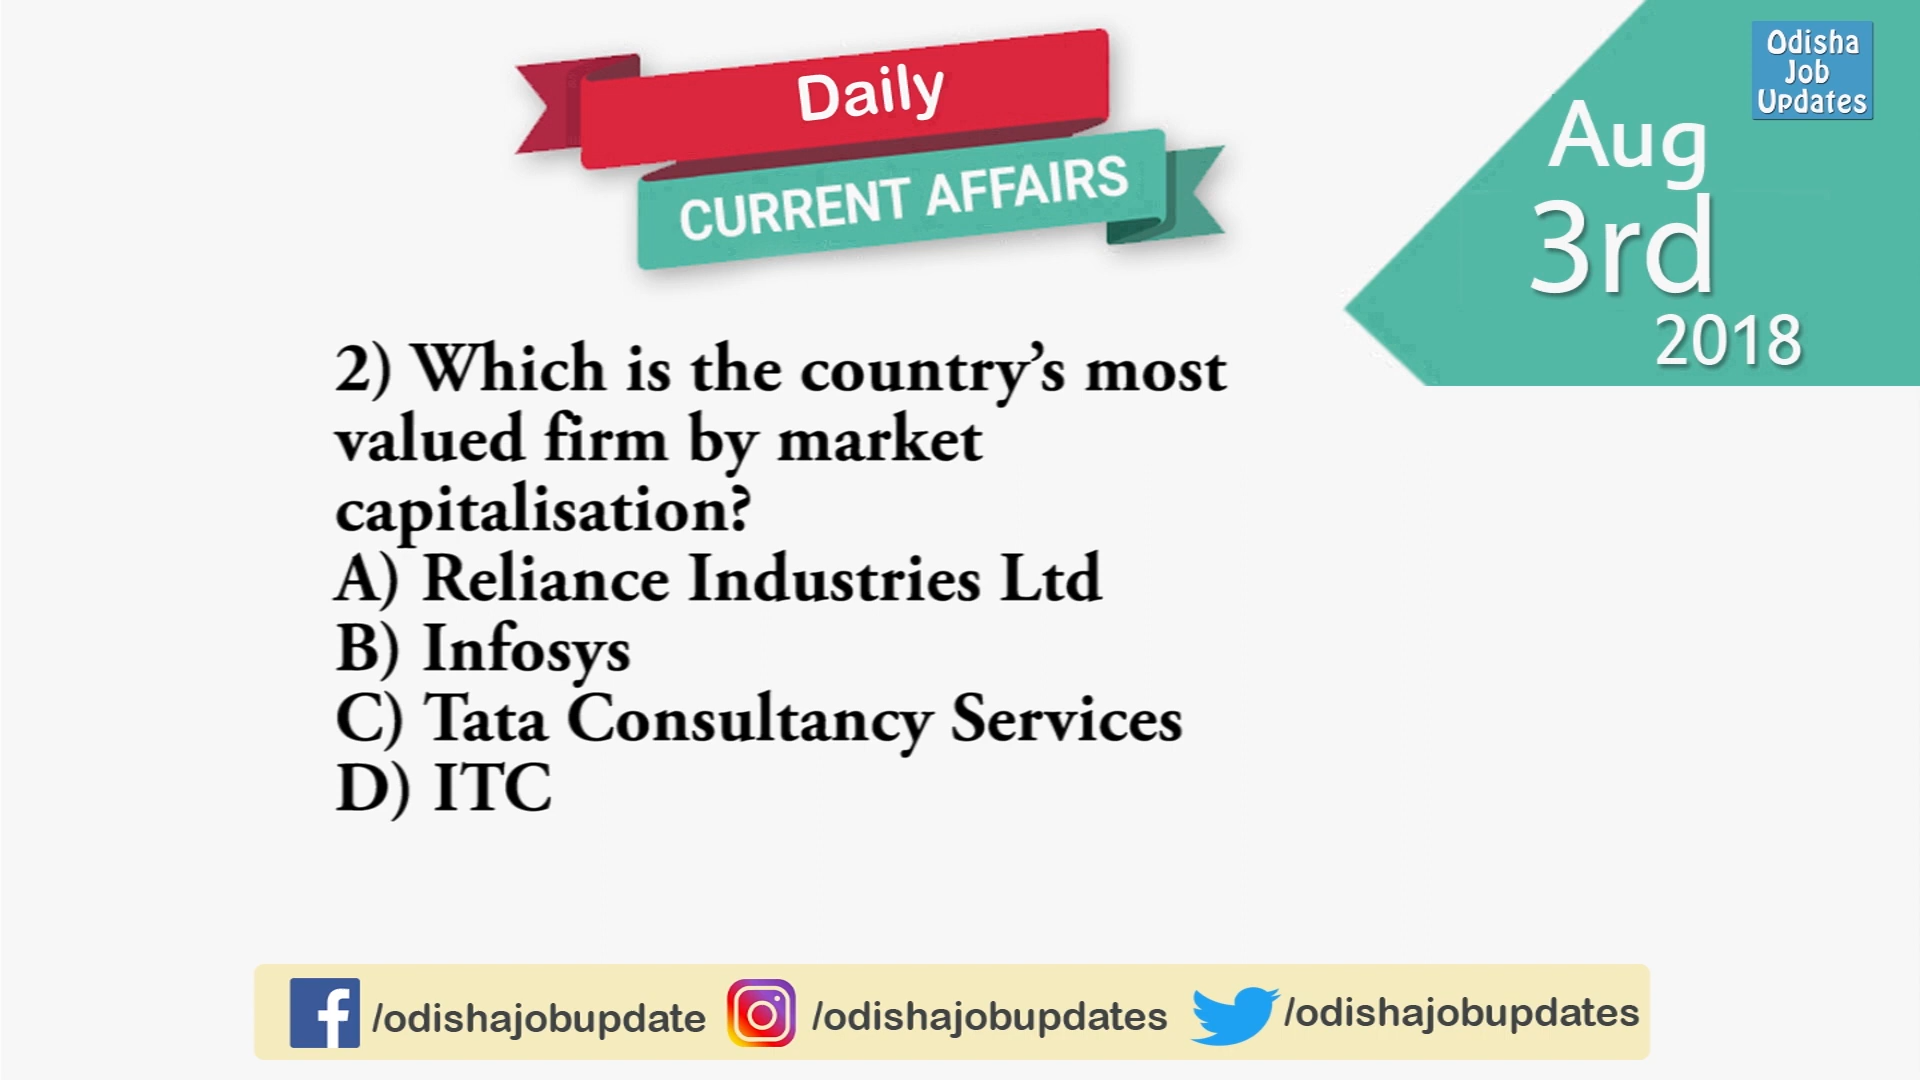 Daily
CURRENT AFFAIRS
Odisha
Job
Updates
Aug
3rd
2018
2) Which is the country’s most
valued firm by market
capitalisation?
A) Reliance Industries Ltd
B) Infosys
C) Tata Consultancy Services
D) ITC
/odishajobupdate /odishajobupdates /odishajobupdates